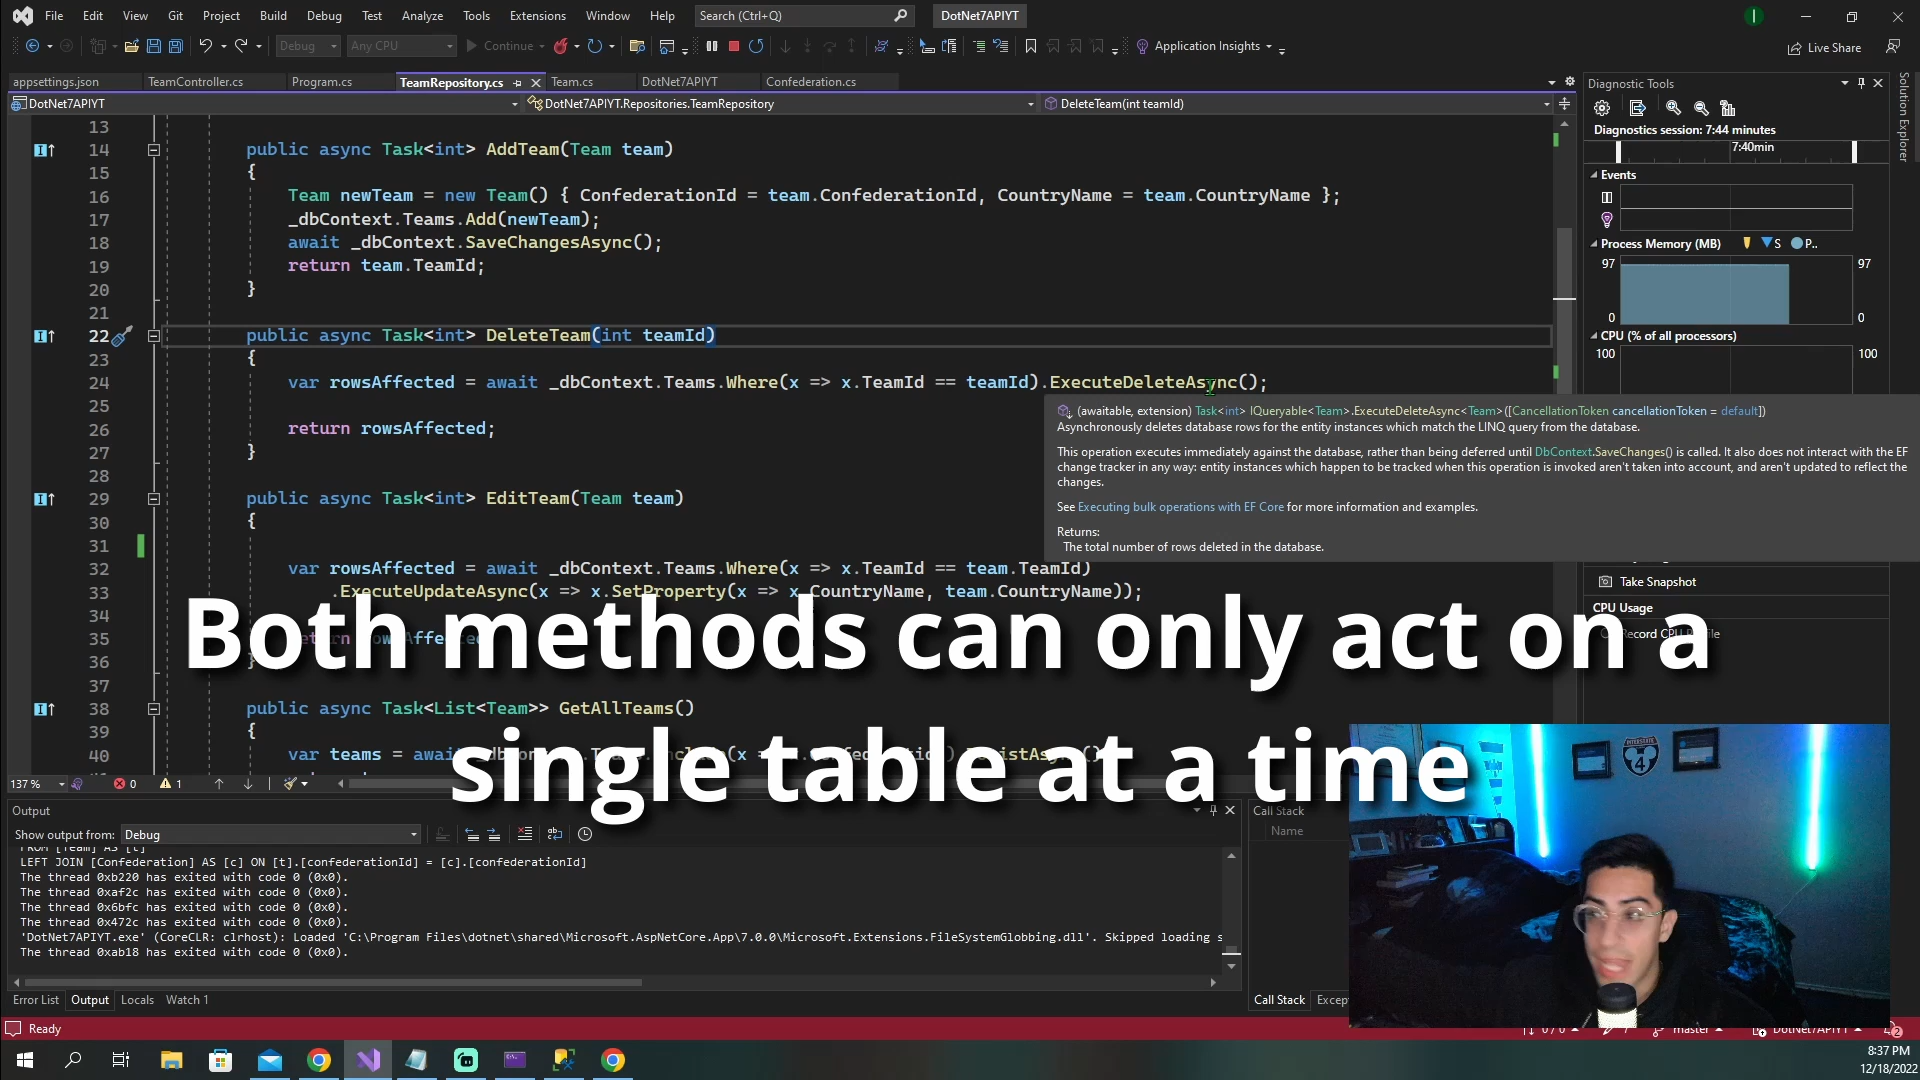 File Edit View Git Project Build Debug Test Analyze Tools Extensions Window Help Search (Ctrl+Q) DotNet7APIYT
Debug Any CPU Continue Application Insights Live Share
appsettings.json TeamController.cs Program.cs TeamRepository.cs Team.cs DotNet7APIYT Confederation.cs
DotNet7APIYT DotNet7APIYT.Repositories.TeamRepository DeleteTeam(int teamId)
13
14 public async Task<int> AddTeam(Team team)
15 {
16 Team newTeam = new Team() { ConfederationId = team.ConfederationId, CountryName = team.CountryName };
17 _dbContext.Teams.Add(newTeam);
18 await _dbContext.SaveChangesAsync();
19 return team.TeamId;
20 }
21
22 public async Task<int> DeleteTeam(int teamId)
23 {
24 var rowsAffected = await _dbContext.Teams.Where(x => x.TeamId == teamId).ExecuteDeleteAsync();
25
26 return rowsAffected;
27 }
28
29 public async Task<int> EditTeam(Team team)
30 {
31
32 var rowsAffected = await _dbContext.Teams.Where(x => x.TeamId == team.TeamId)
33 .ExecuteUpdateAsync(x => x.SetProperty(x => x.CountryName, team.CountryName));
34
35
36
37
38 public async Task<List<Team>> GetAllTeams()
39 {
40 var teams =
(awaitable, extension) Task<int> IQueryable<Team>.ExecuteDeleteAsync<Team>([CancellationToken cancellationToken = default])
Asynchronously deletes database rows for the entity instances which match the LINQ query from the database.
This operation executes immediately against the database, rather than being deferred until DbContext.SaveChanges() is called. It also does not interact with the EF
change tracker in any way: entity instances which happen to be tracked when this operation is invoked aren't taken into account, and aren't updated to reflect the
changes.
See Executing bulk operations with EF Core for more information and examples.
Returns:
The total number of rows deleted in the database.
Both methods can only act on a
single table at a time
137 % 0 1
Output
Show output from: Debug
FROM [Team] AS [t]
LEFT JOIN [Confederation] AS [c] ON [t].[confederationId] = [c].[confederationId]
The thread 0xb220 has exited with code 0 (0x0).
The thread 0xaf2c has exited with code 0 (0x0).
The thread 0x6bfc has exited with code 0 (0x0).
The thread 0x472c has exited with code 0 (0x0).
'DotNet7APIYT.exe' (CoreCLR: clrhost): Loaded 'C:\Program Files\dotnet\shared\Microsoft.AspNetCore.App\7.0.0\Microsoft.Extensions.FileSystemGlobbing.dll'. Skipped loading s
The thread 0xab18 has exited with code 0 (0x0).
Error List Output Locals Watch 1
Call Stack
Name
Call Stack Except
Diagnostic Tools
Diagnostics session: 7:44 minutes
7:40min
Events
Process Memory (MB) S P..
97 97
0 0
CPU (% of all processors)
100 100
Take Snapshot
CPU Usage
Record CPU Profile
Solution Explorer
INTERSTATE
4
Ready 0 / 0 7 master DotNet7APIYT 2
8:37 PM
12/18/2022